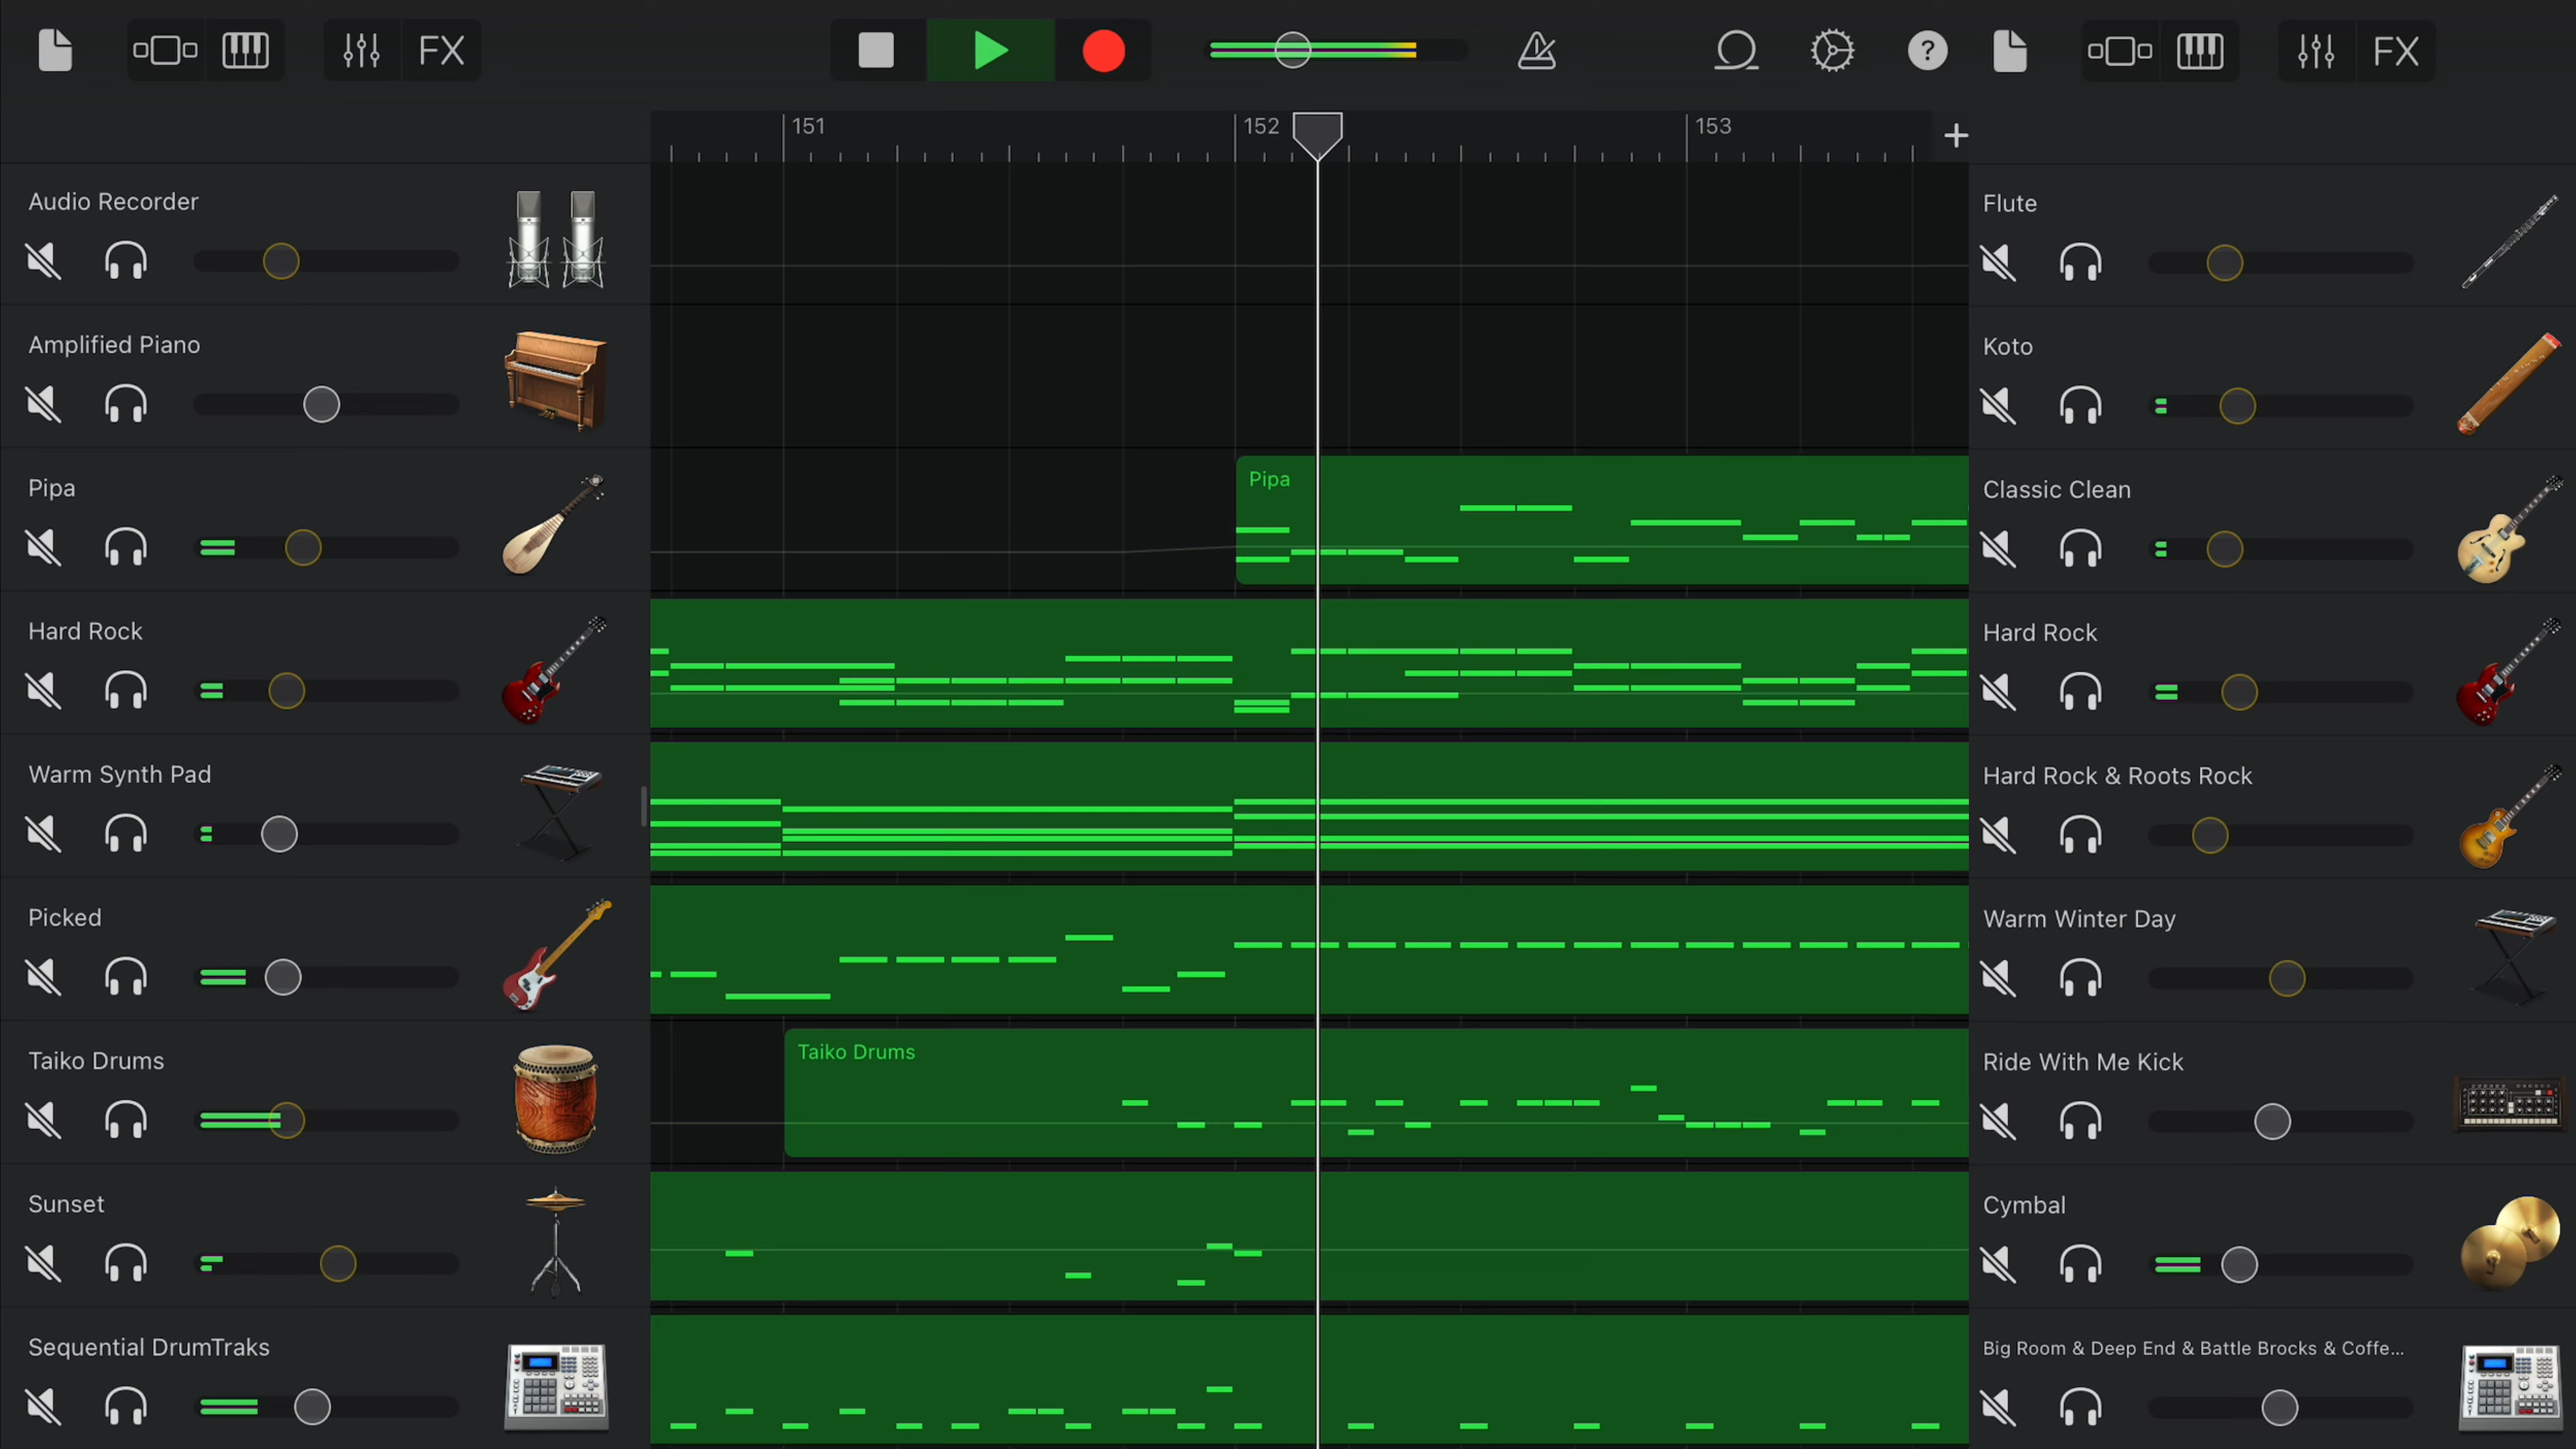 FX
?
FX
151
152
153
+
Audio Recorder
Flute
Amplified Piano
Koto
Pipa
Pipa
Classic Clean
Hard Rock
Hard Rock
Warm Synth Pad
Hard Rock & Roots Rock
Picked
Warm Winter Day
Taiko Drums
Taiko Drums
Ride With Me Kick
Sunset
Cymbal
Sequential DrumTraks
Big Room & Deep End & Battle Brocks & Coffe...